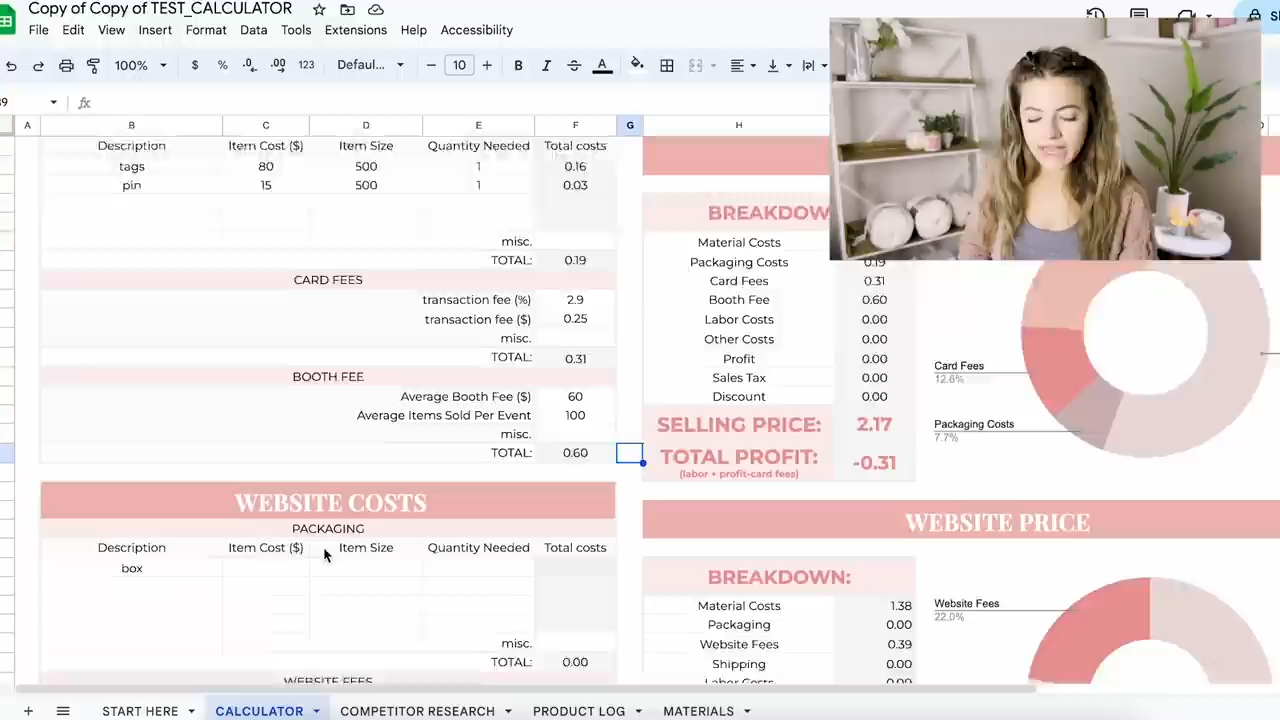 Copy of Copy of TEST_CALCULATOR
File Edit View Insert Format Data Tools Extensions Help Accessibility
100% $ % .0 .00 123 Defaul... − 10 + B I A
fx
A B C D E F G H
Description Item Cost ($) Item Size Quantity Needed Total costs
tags 80 500 1 0.16
pin 15 500 1 0.03
misc.
TOTAL: 0.19
CARD FEES
transaction fee (%) 2.9
transaction fee ($) 0.25
misc.
TOTAL: 0.31
BOOTH FEE
Average Booth Fee ($) 60
Average Items Sold Per Event 100
misc.
TOTAL: 0.60
WEBSITE COSTS
PACKAGING
Description Item Cost ($) Item Size Quantity Needed Total costs
box
misc.
TOTAL: 0.00
WEBSITE FEES
BREAKDOW
Material Costs
Packaging Costs 0.19
Card Fees 0.31
Booth Fee 0.60
Labor Costs 0.00
Other Costs 0.00
Profit 0.00
Sales Tax 0.00
Discount 0.00
SELLING PRICE: 2.17
TOTAL PROFIT: -0.31
(labor + profit-card fees)
Card Fees
12.6%
Packaging Costs
7.7%
WEBSITE PRICE
BREAKDOWN:
Material Costs 1.38
Packaging 0.00
Website Fees 0.39
Shipping 0.00
Labor Costs 0.00
Website Fees
22.0%
+ START HERE CALCULATOR COMPETITOR RESEARCH PRODUCT LOG MATERIALS